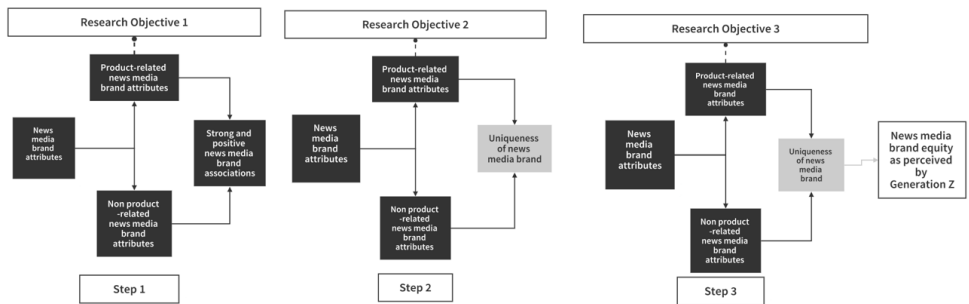 Research Objective 1
Product-related
news media
brand attributes
News
media
brand
attributes
Strong and
positive
news media
brand
associations
Non product
-related
news media
brand
attributes
Step 1
Research Objective 2
Product-related
news media
brand attributes
News
media
brand
attributes
Uniqueness
of news
media brand
Non product
-related
news media
brand
attributes
Step 2
Research Objective 3
Product-related
news media
brand
attributes
News
media
brand
attributes
Uniqueness
of news
media
brand
News media
brand equity
as perceived
by
Generation Z
Non product
-related
news media
brand
attributes
Step 3